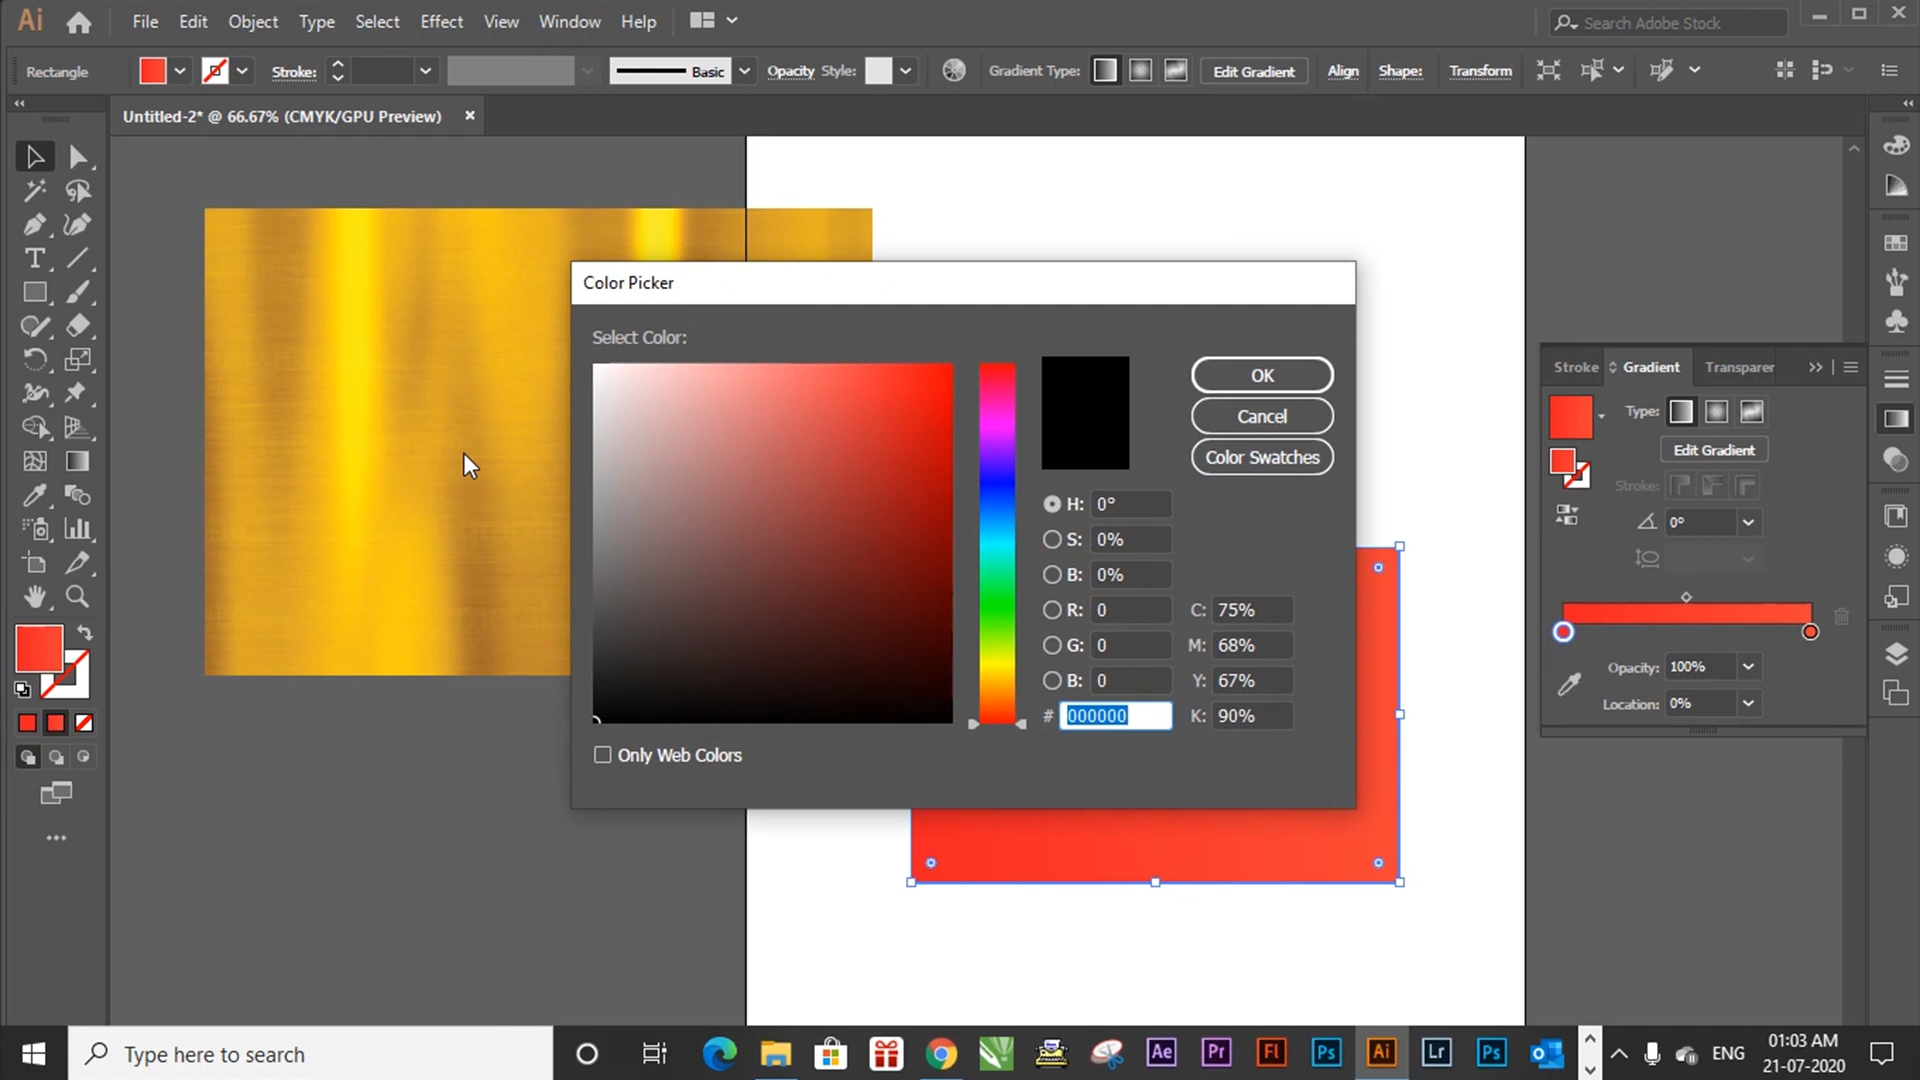 Ai File Edit Object Type Select Effect View Window Help Search Adobe Stock
Rectangle Stroke: Basic Opacity Style: Gradient Type: Edit Gradient Align Shape: Transform
Untitled-2* @ 66.67% (CMYK/GPU Preview) ×
Color Picker
Select Color:
OK
Cancel
Color Swatches
H: 0°
S: 0%
B: 0%
R: 0 C: 75%
G: 0 M: 68%
B: 0 Y: 67%
# 000000 K: 90%
Only Web Colors
Stroke Gradient Transparer
Type:
Edit Gradient
Stroke:
0°
Opacity: 100%
Location: 0%
Type here to search
Ae Pr Fl Ps Ai Lr Ps
ENG
01:03 AM
21-07-2020